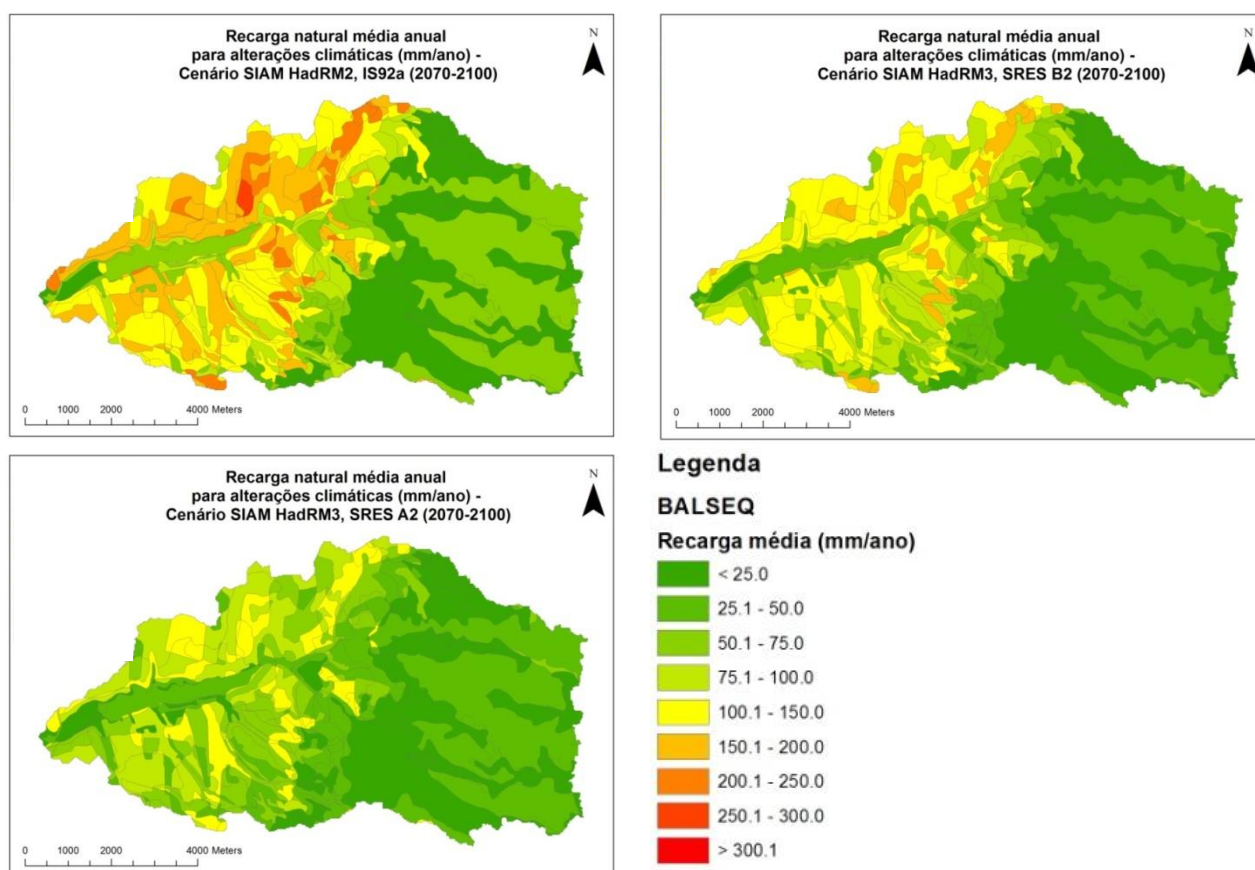 Recarga natural média anual
para alterações climáticas (mm/ano) -
Cenário SIAM HadRM2, IS92a (2070-2100)
N
0 1000 2000 4000 Meters
Recarga natural média anual
para alterações climáticas (mm/ano) -
Cenário SIAM HadRM3, SRES B2 (2070-2100)
N
0 1000 2000 4000 Meters
Recarga natural média anual
para alterações climáticas (mm/ano) -
Cenário SIAM HadRM3, SRES A2 (2070-2100)
N
0 1000 2000 4000 Meters
Legenda
BALSEQ
Recarga média (mm/ano)
< 25.0
25.1 - 50.0
50.1 - 75.0
75.1 - 100.0
100.1 - 150.0
150.1 - 200.0
200.1 - 250.0
250.1 - 300.0
> 300.1